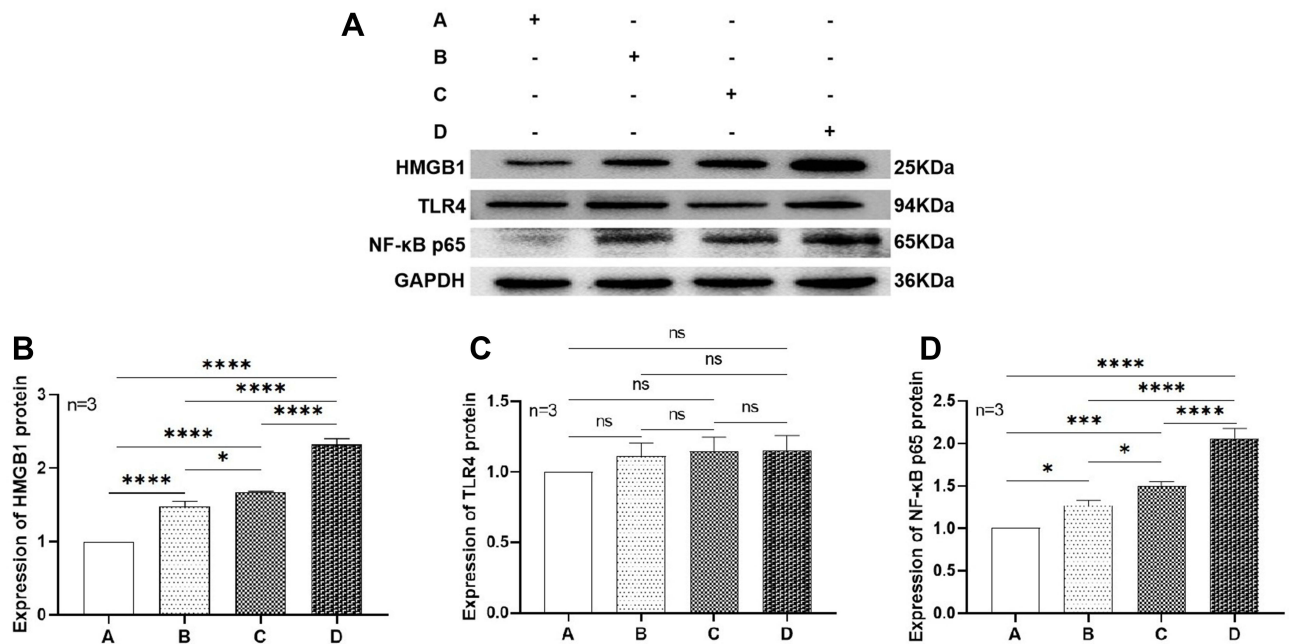 A
A + - - -
B - + - -
C - - + -
D - - - +
HMGB1 25KDa
TLR4 94KDa
NF-κB p65 65KDa
GAPDH 36KDa
B
Expression of HMGB1 protein
n=3
****
****
****
****
*
****
3
2
1
0
A B C D
C
Expression of TLR4 protein
n=3
ns
ns
ns
ns
ns
ns
1.5
1.0
0.5
0.0
A B C D
D
Expression of NF-κB p65 protein
n=3
****
****
****
***
*
*
2.5
2.0
1.5
1.0
0.5
0.0
A B C D